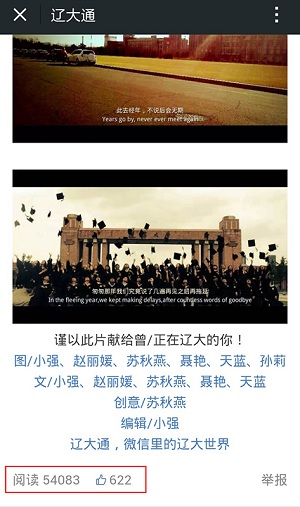 辽大通
此去经年，不说后会无期
Years go by, never ever meet again...
匆匆那年我们究竟说了几遍再见之后再拖延
In the fleeing year,we kept making delays,after countless words of goodbye
谨以此片献给曾/正在辽大的你！
图/小强、赵丽媛、苏秋燕、聂艳、天蓝、孙莉
文/小强、赵丽媛、苏秋燕、聂艳、天蓝
创意/苏秋燕
编辑/小强
辽大通，微信里的辽大世界
阅读 54083 622 举报